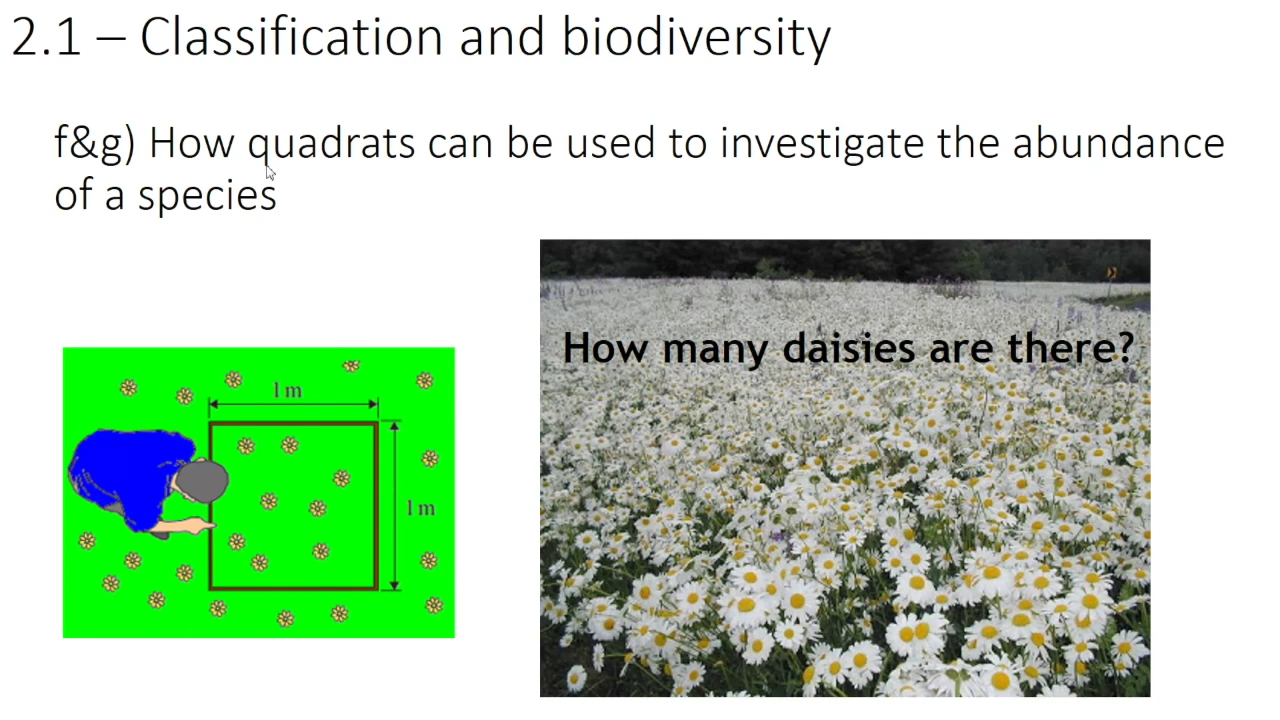 2.1 – Classification and biodiversity
f&g) How quadrats can be used to investigate the abundance
of a species
How many daisies are there?
1 m
1 m